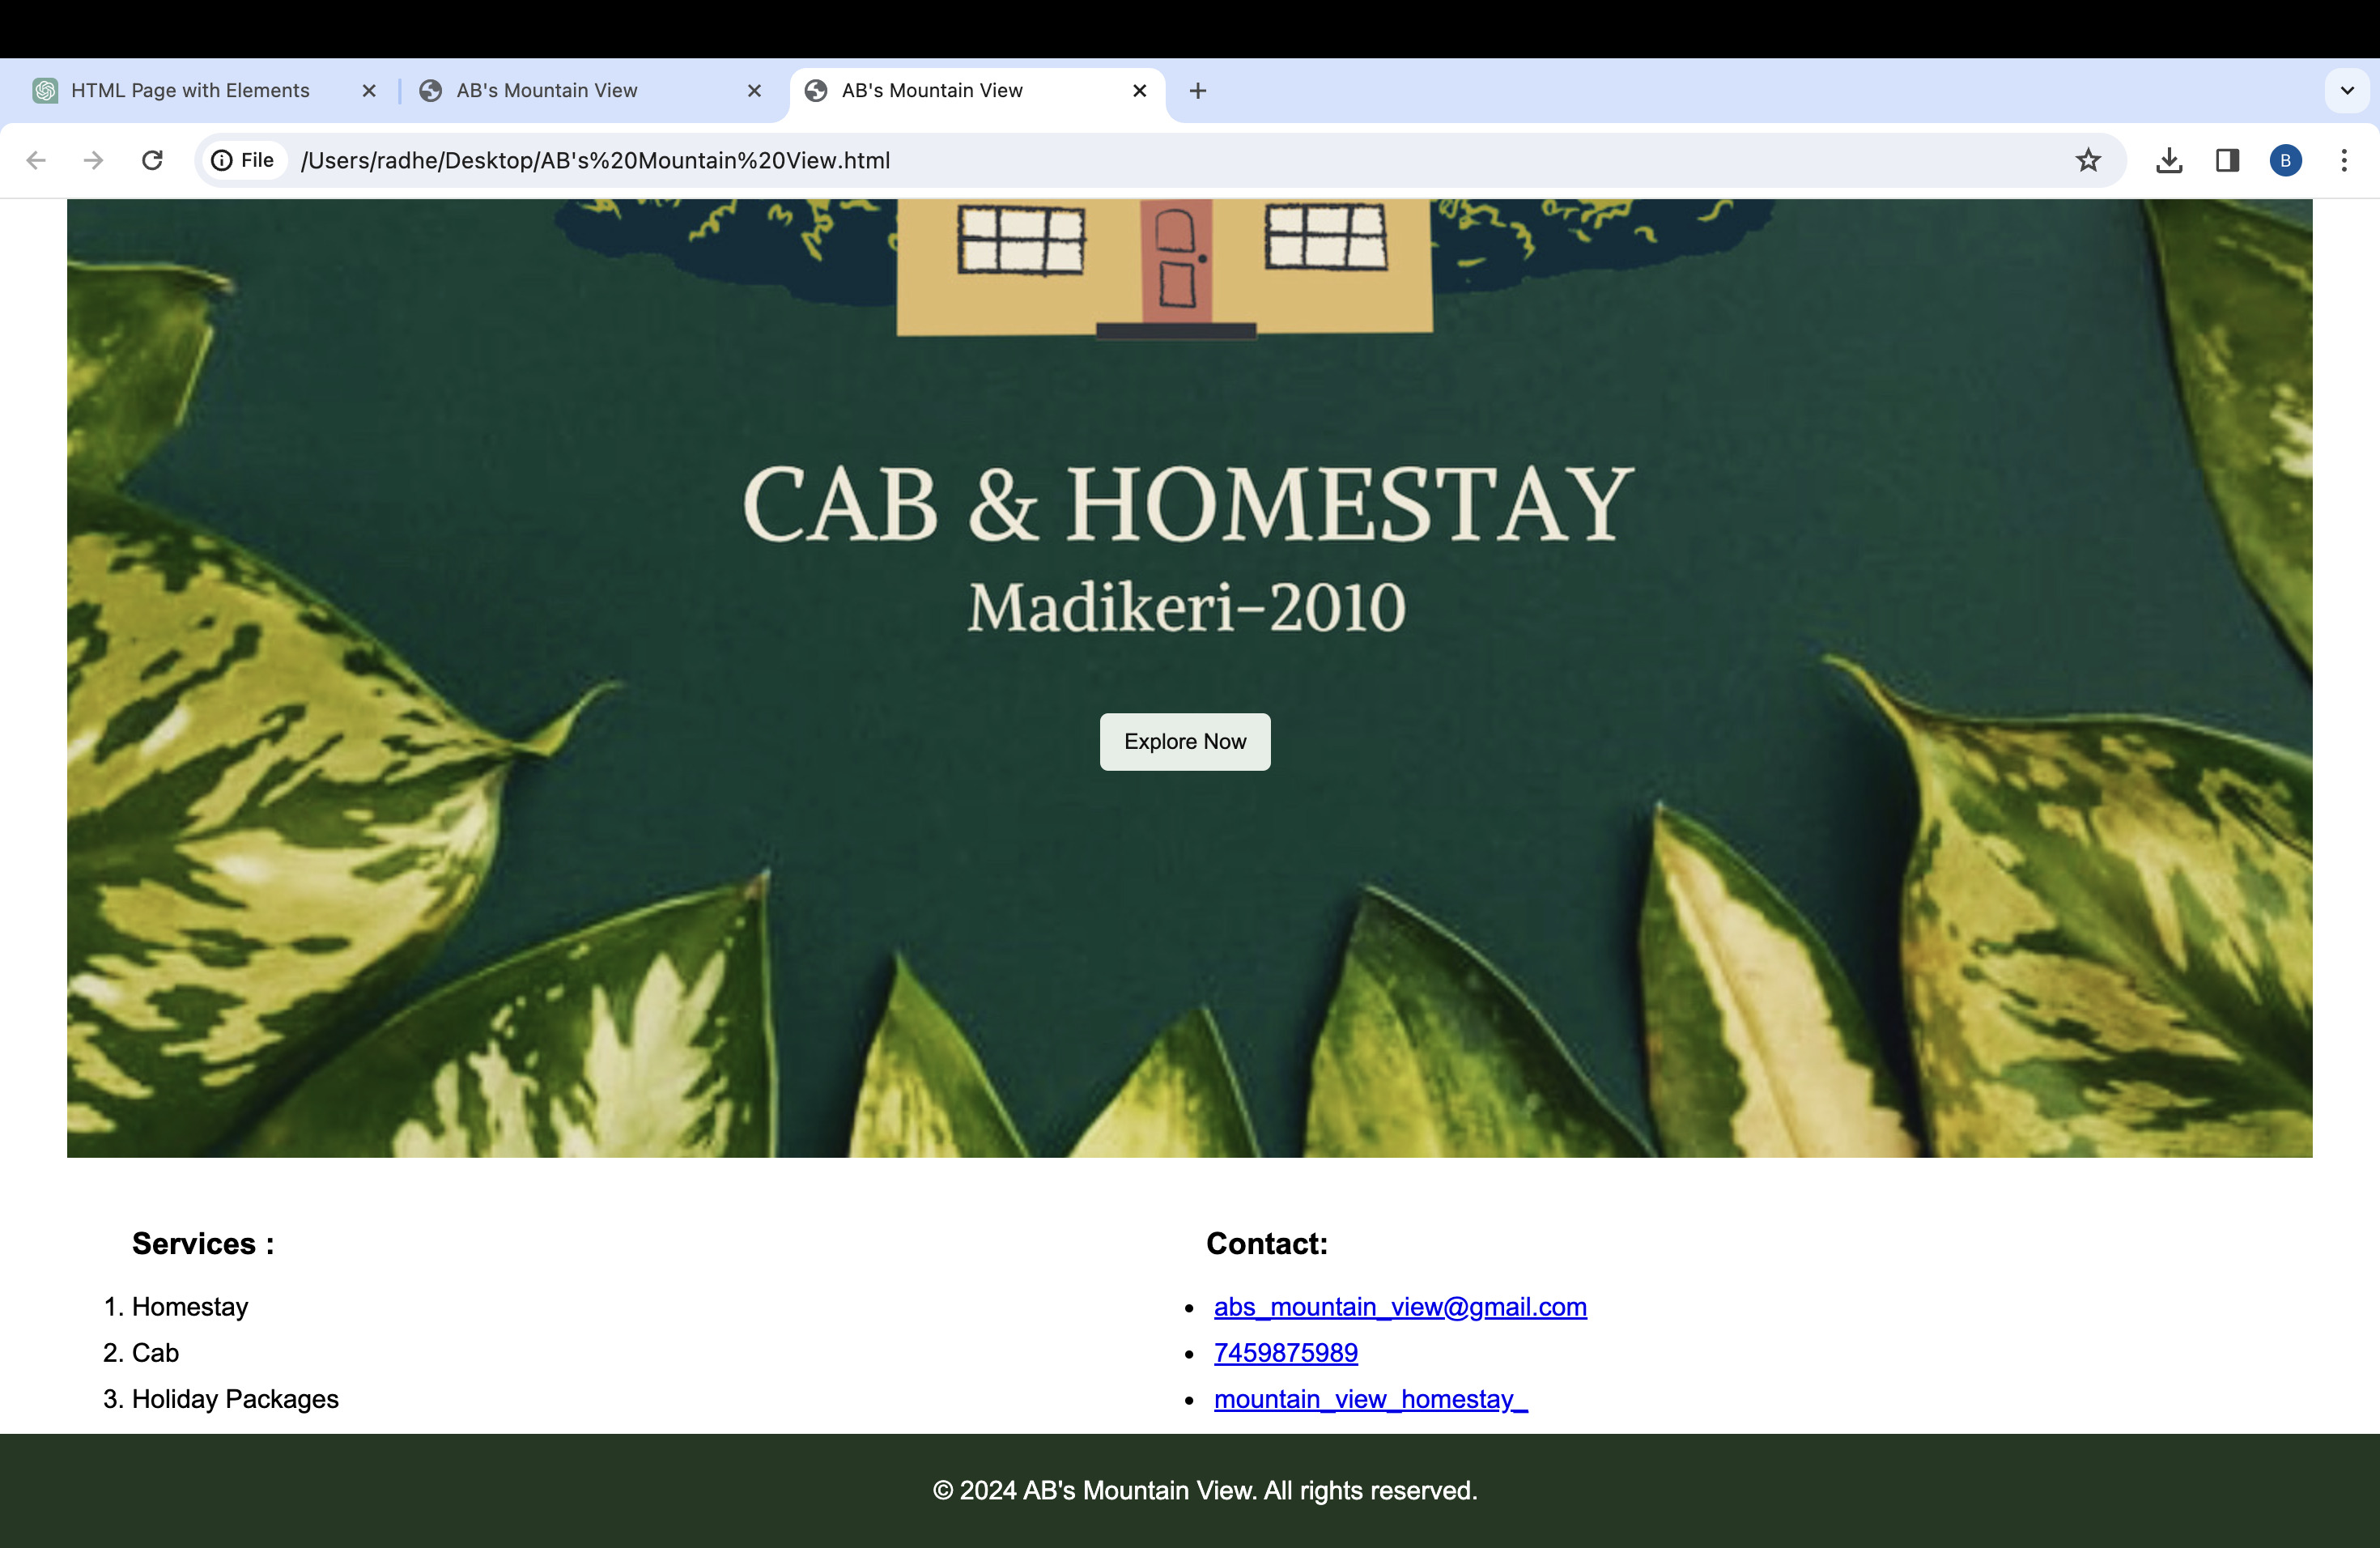 HTML Page with Elements
AB's Mountain View
AB's Mountain View
File /Users/radhe/Desktop/AB's%20Mountain%20View.html
B
CAB & HOMESTAY
Madikeri-2010
Explore Now
Services :
1. Homestay
2. Cab
3. Holiday Packages
Contact:
• abs_mountain_view@gmail.com
• 7459875989
• mountain_view_homestay_
© 2024 AB's Mountain View. All rights reserved.